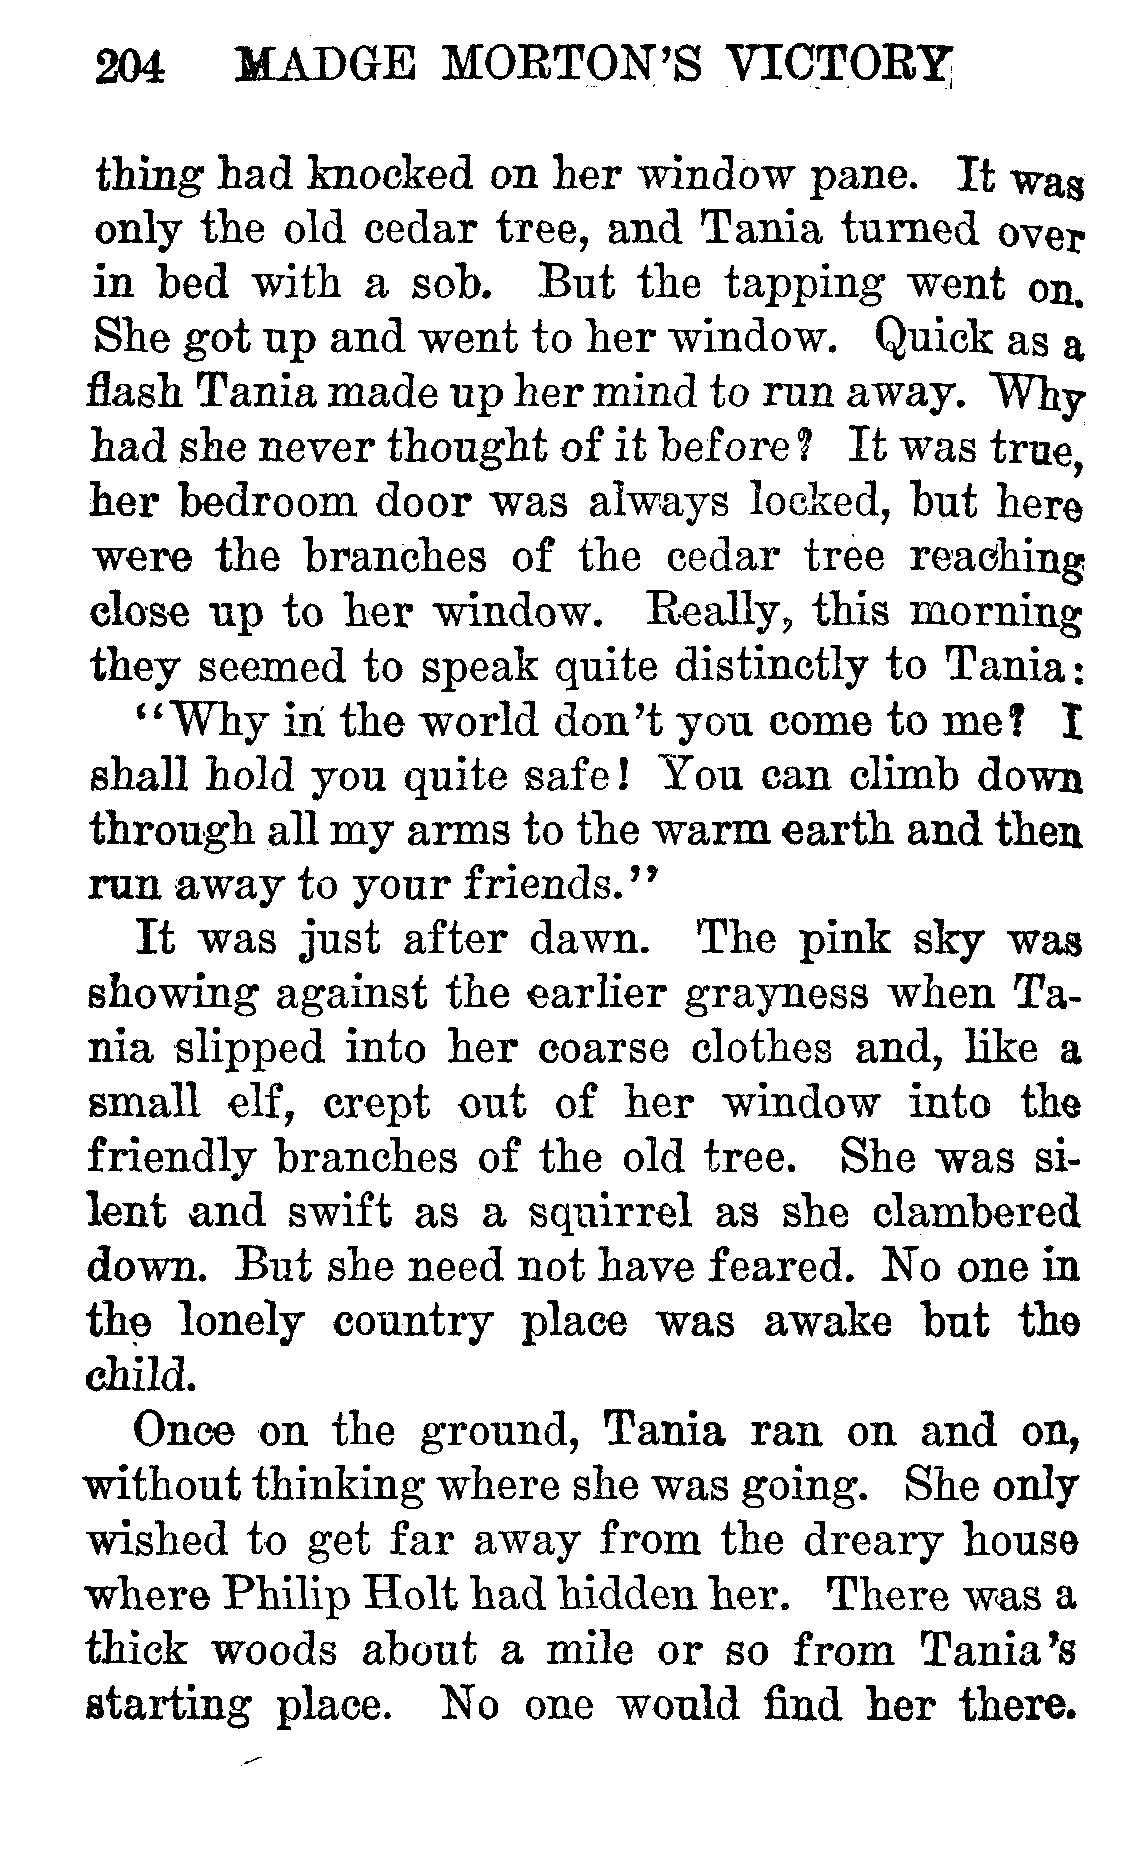 204 MADGE MORTON'S VICTORY
thing had knocked on her window pane. It was
only the old cedar tree, and Tania turned over
in bed with a sob. But the tapping went on.
She got up and went to her window. Quick as a
flash Tania made up her mind to run away. Why
had she never thought of it before? It was true,
her bedroom door was always locked, but here
were the branches of the cedar tree reaching
close up to her window. Really, this morning
they seemed to speak quite distinctly to Tania:
"Why in the world don't you come to me? I
shall hold you quite safe! You can climb down
through all my arms to the warm earth and then
run away to your friends."
It was just after dawn. The pink sky was
showing against the earlier grayness when Ta-
nia slipped into her coarse clothes and, like a
small elf, crept out of her window into the
friendly branches of the old tree. She was si-
lent and swift as a squirrel as she clambered
down. But she need not have feared. No one in
the lonely country place was awake but the
child.
Once on the ground, Tania ran on and on,
without thinking where she was going. She only
wished to get far away from the dreary house
where Philip Holt had hidden her. There was a
thick woods about a mile or so from Tania's
starting place. No one would find her there.